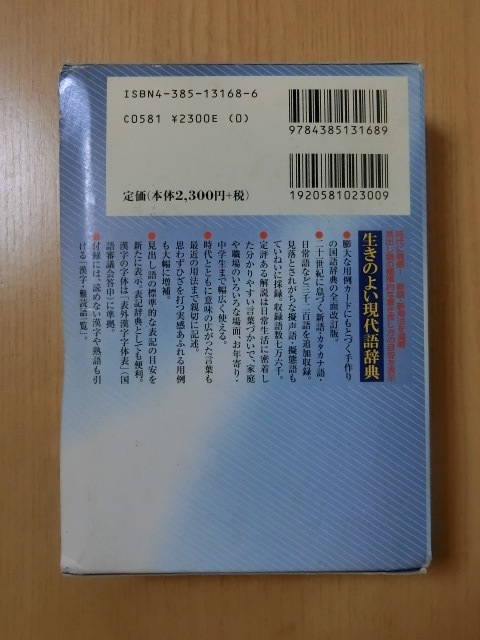 ISBN4-385-13168-6
C0581 ¥2300E (0)
定価(本体2,300円+税)
9784385131689
1920581023009
生きのよい現代語辞典
●膨大な用例カードにもとづく手作り
の国語辞典の全面改訂版。
●二十一世紀に息づく新語・カタカナ語・
日常語など三千二百語を追加収録。
見落とされがちな擬声語・擬態語も
ていねいに採録。収録語数七万六千。
●定評ある解説は日常生活に密着し
た分かりやすい言葉づかいで、家庭
や職場のいろいろな場面、お年寄り・
中学生まで幅広く使える。
●時代とともに意味の広がった言葉も
最近の用法まで親切に記述。
思わずひざを打つ実感あふれる用例
も大幅に増補。
●見出し語の標準的な表記の目安を
新たに表示、表記辞典としても便利。
漢字の字体は「表外漢字字体表」(国
語審議会答申)に準拠。
●付録には、読めない漢字や熟語も引
ける「漢字・難読語一覧」